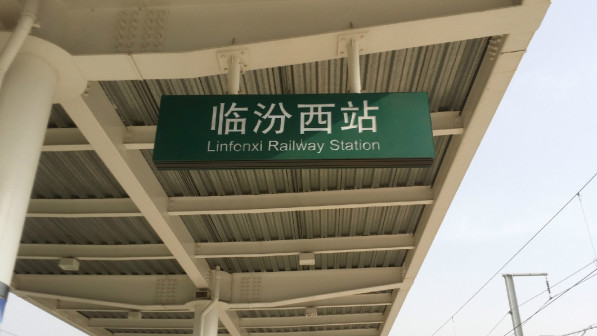 临汾西站
Linfenxi Railway Station